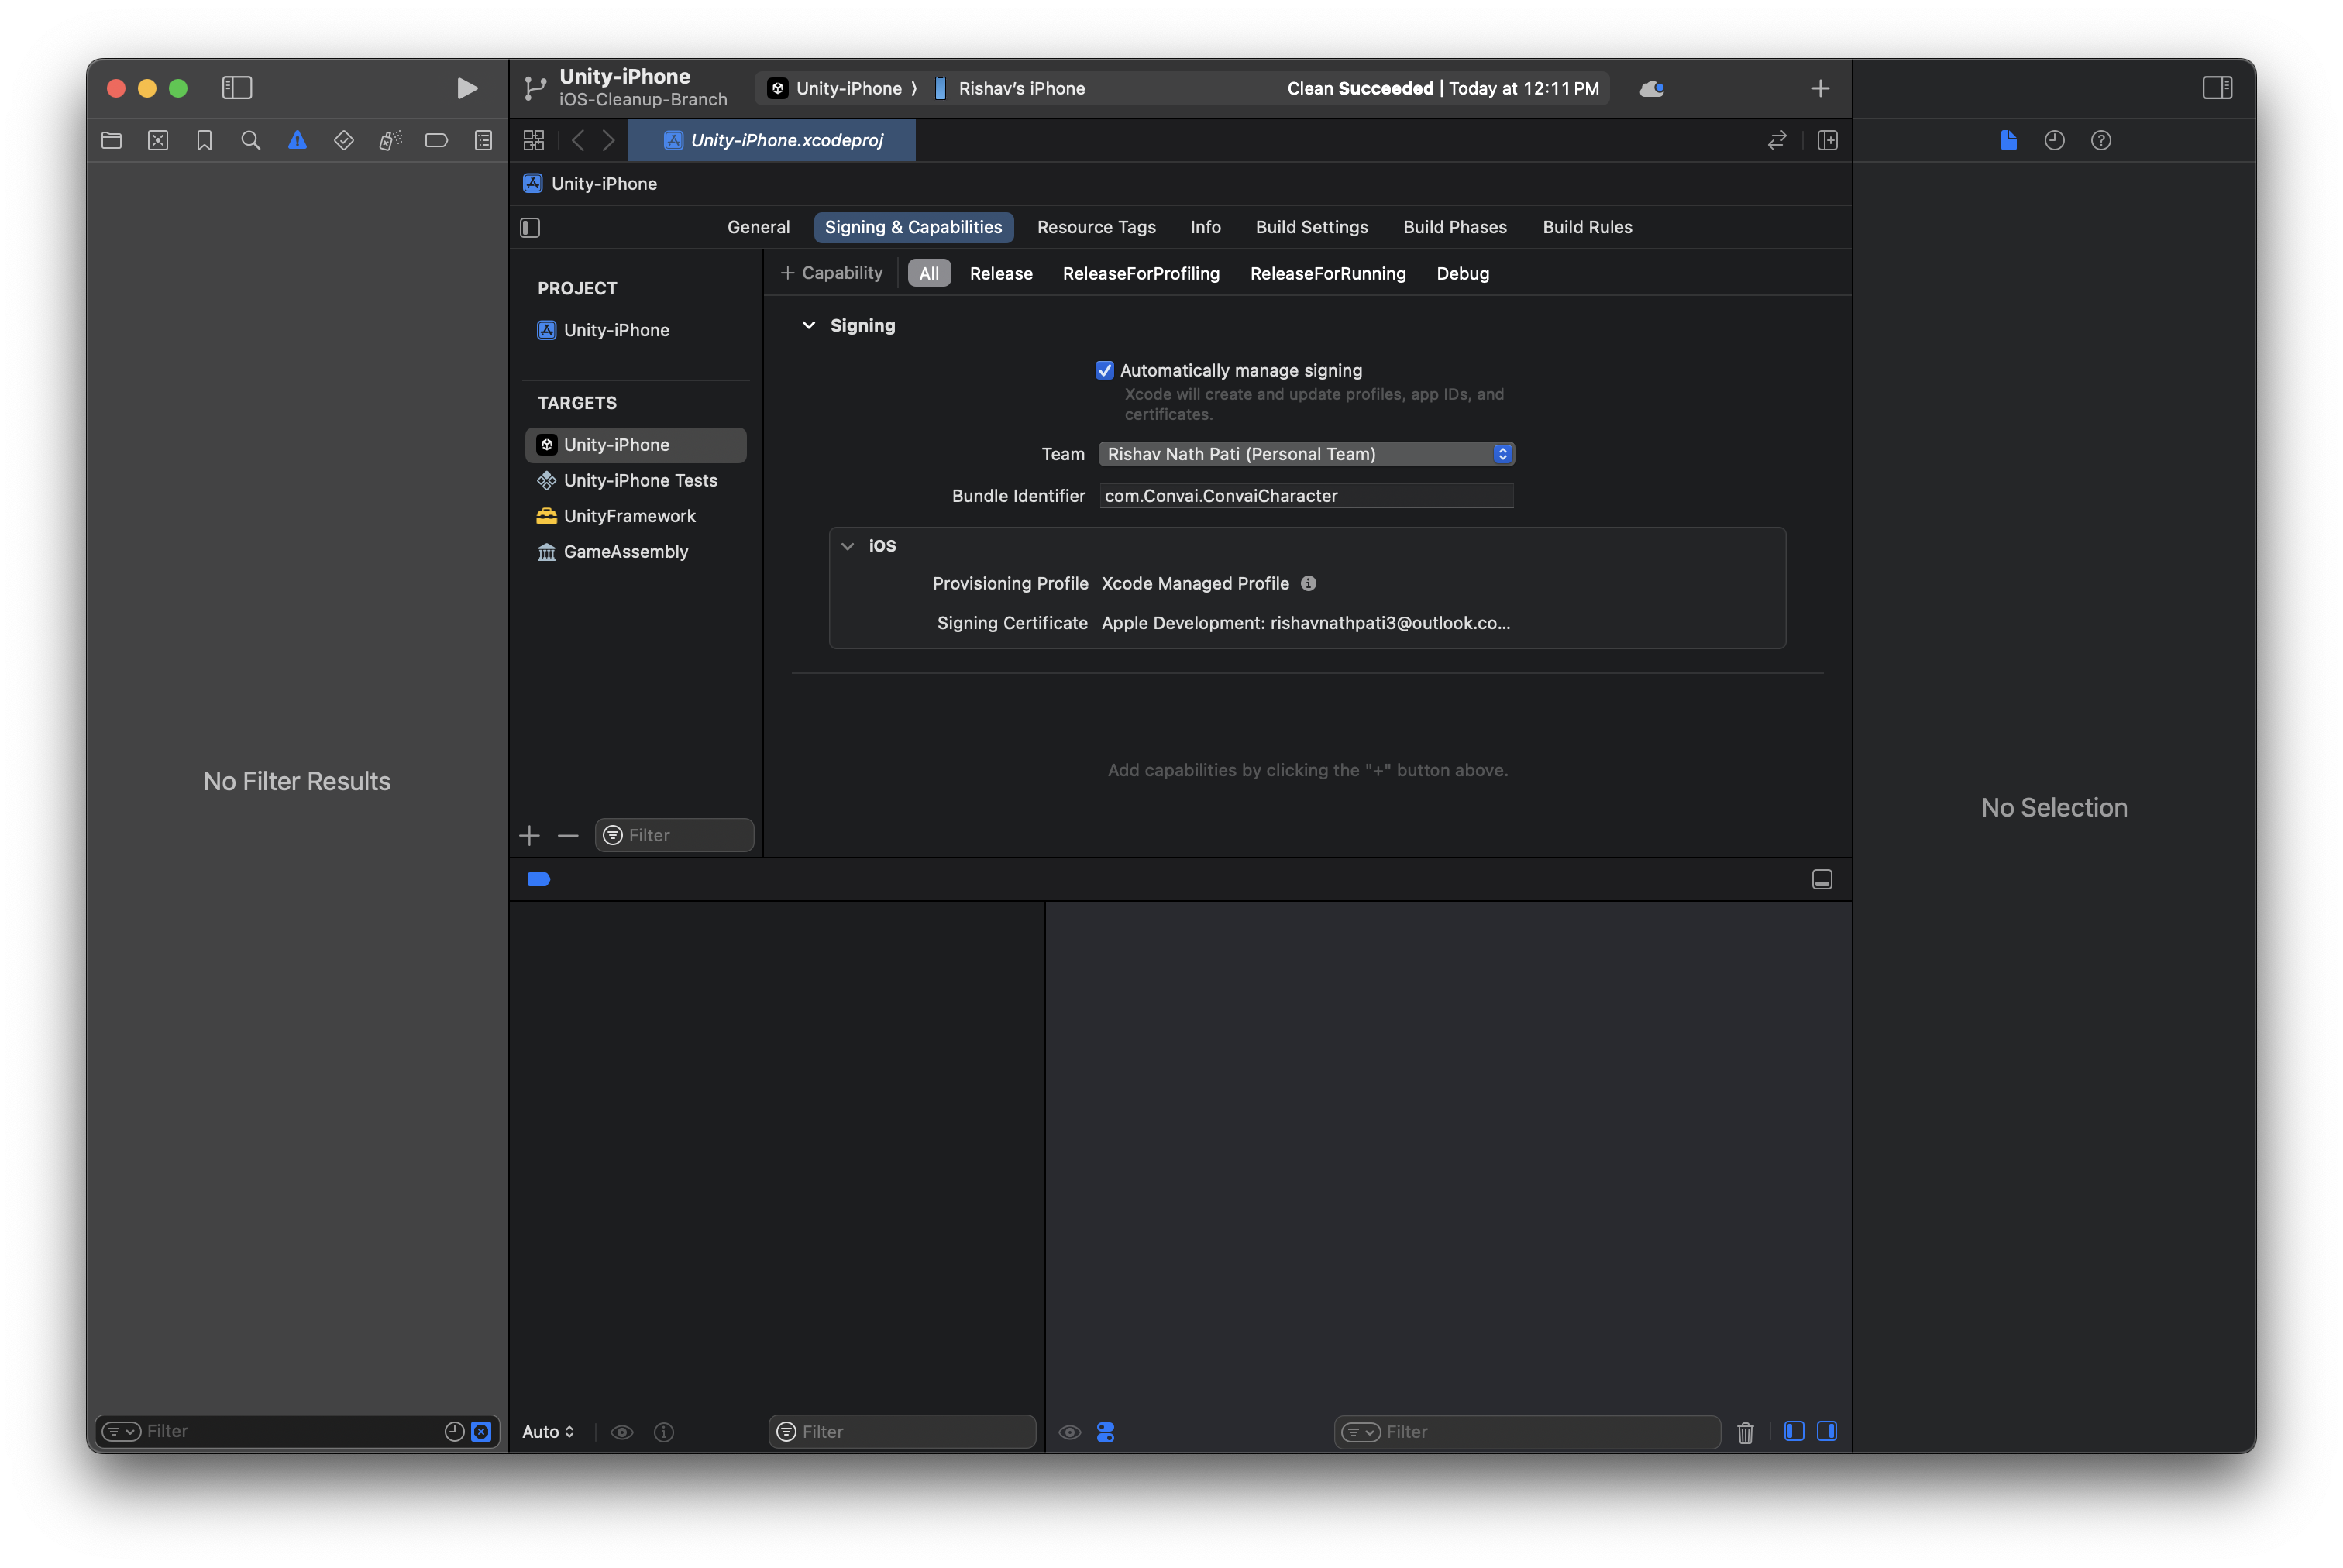 Unity-iPhone
iOS-Cleanup-Branch
Unity-iPhone ⟩ Rishav's iPhone
Clean Succeeded | Today at 12:11 PM
Unity-iPhone.xcodeproj
Unity-iPhone
General
Signing & Capabilities
Resource Tags
Info
Build Settings
Build Phases
Build Rules
PROJECT
Unity-iPhone
TARGETS
Unity-iPhone
Unity-iPhone Tests
UnityFramework
GameAssembly
Filter
+ Capability
All
Release
ReleaseForProfiling
ReleaseForRunning
Debug
Signing
Automatically manage signing
Xcode will create and update profiles, app IDs, and
certificates.
Team
Rishav Nath Pati (Personal Team)
Bundle Identifier
com.Convai.ConvaiCharacter
iOS
Provisioning Profile
Xcode Managed Profile
Signing Certificate
Apple Development: rishavnathpati3@outlook.co...
Add capabilities by clicking the "+" button above.
No Filter Results
No Selection
Filter
Auto
Filter
Filter